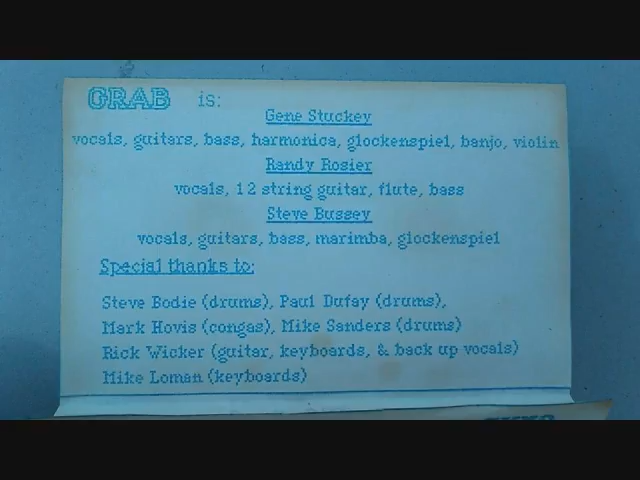 GRAB is:
Gene Stuckey
vocals, guitars, bass, harmonica, glockenspiel, banjo, violin
Randy Rosier
vocals, 12 string guitar, flute, bass
Steve Bussey
vocals, guitars, bass, marimba, glockenspiel
Special thanks to:
Steve Bodie (drums), Paul Dufay (drums),
Mark Hovis (congas), Mike Sanders (drums)
Rick Wicker (guitar, keyboards, & back up vocals)
Mike Loman (keyboards)